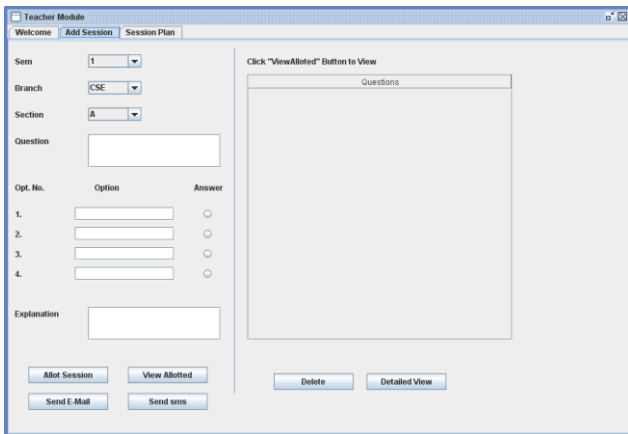 Teacher Module
Welcome Add Session Session Plan
Sem 1
Branch CSE
Section A
Question
Opt. No. Option Answer
1.
2.
3.
4.
Explanation
Allot Session View Allotted
Send E-Mail Send sms
Click "ViewAlloted" Button to View
Questions
Delete Detailed View